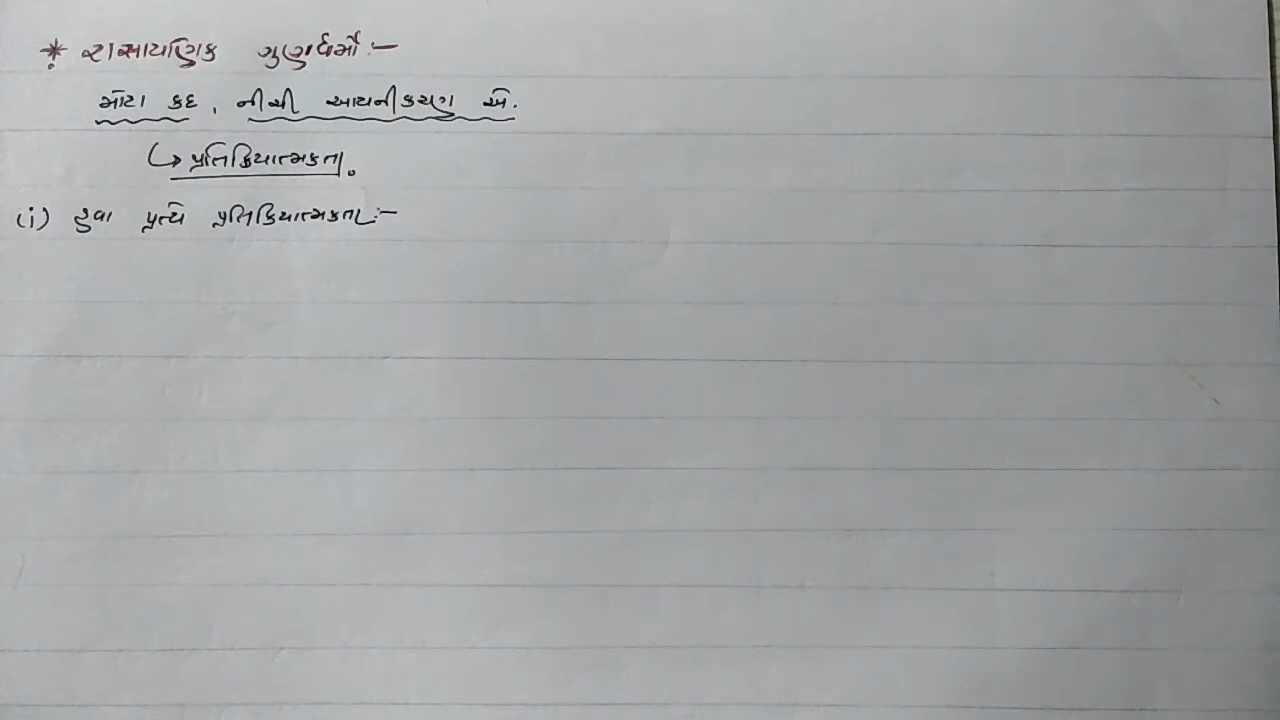 * રાસાયણિક ગુણધર્મો :-
મોટા કદ , નીચી આયનીકરણ એ.
↳ પ્રતિક્રિયાત્મકતા.
(i) હવા પ્રત્યે પ્રતિક્રિયાત્મકતા :-